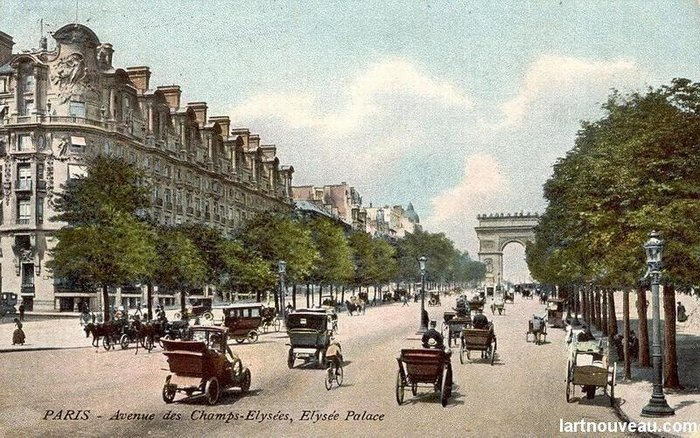 PARIS - Avenue des Champs-Elysées, Elysée Palace
lartnouveau.com